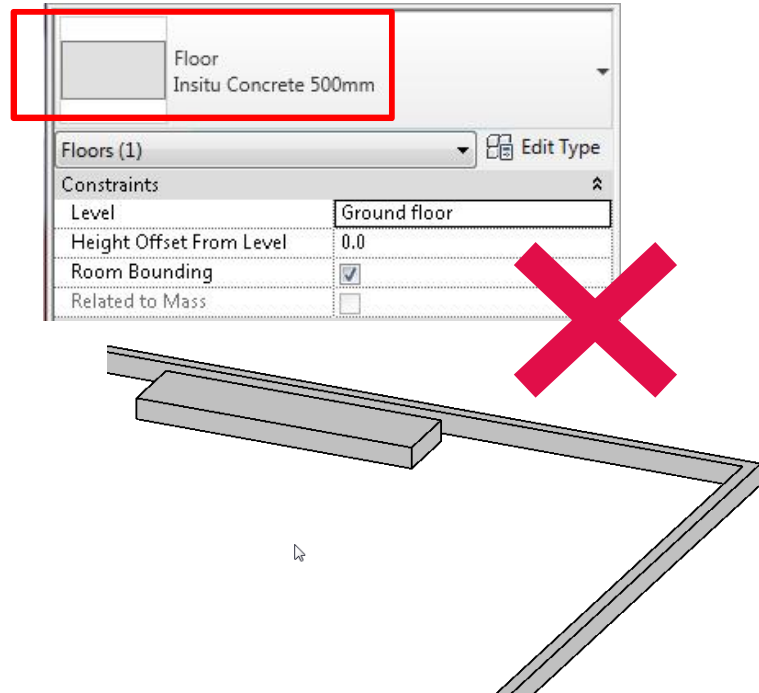 Floor
Insitu Concrete 500mm
Floors (1) Edit Type
Constraints
Level Ground floor
Height Offset From Level 0.0
Room Bounding
Related to Mass